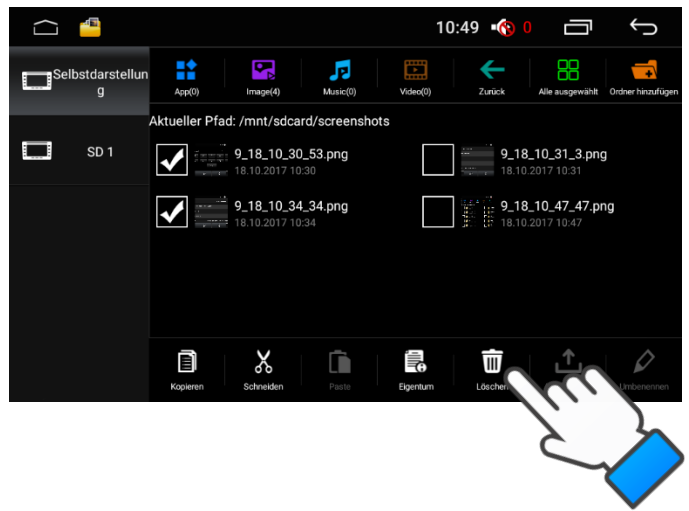 10:49 0
Selbstdarstellun
g
SD 1
App(0) Image(4) Music(0) Video(0) Zurück Alle ausgewählt Ordner hinzufügen
Aktueller Pfad: /mnt/sdcard/screenshots
9_18_10_30_53.png
18.10.2017 10:30
9_18_10_31_3.png
18.10.2017 10:31
9_18_10_34_34.png
18.10.2017 10:34
9_18_10_47_47.png
18.10.2017 10:47
Kopieren Schneiden Paste Eigentum Löschen Umbenennen